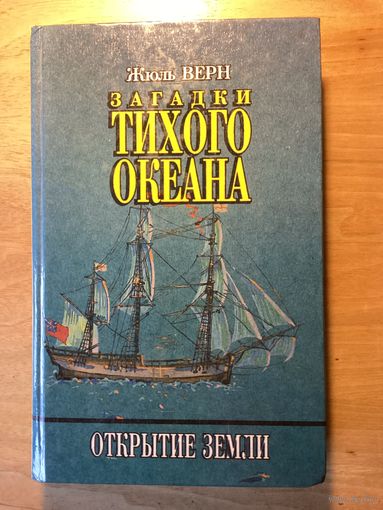 Жюль ВЕРН
ЗАГАДКИ
ТИХОГО
ОКЕАНА
ОТКРЫТИЕ ЗЕМЛИ